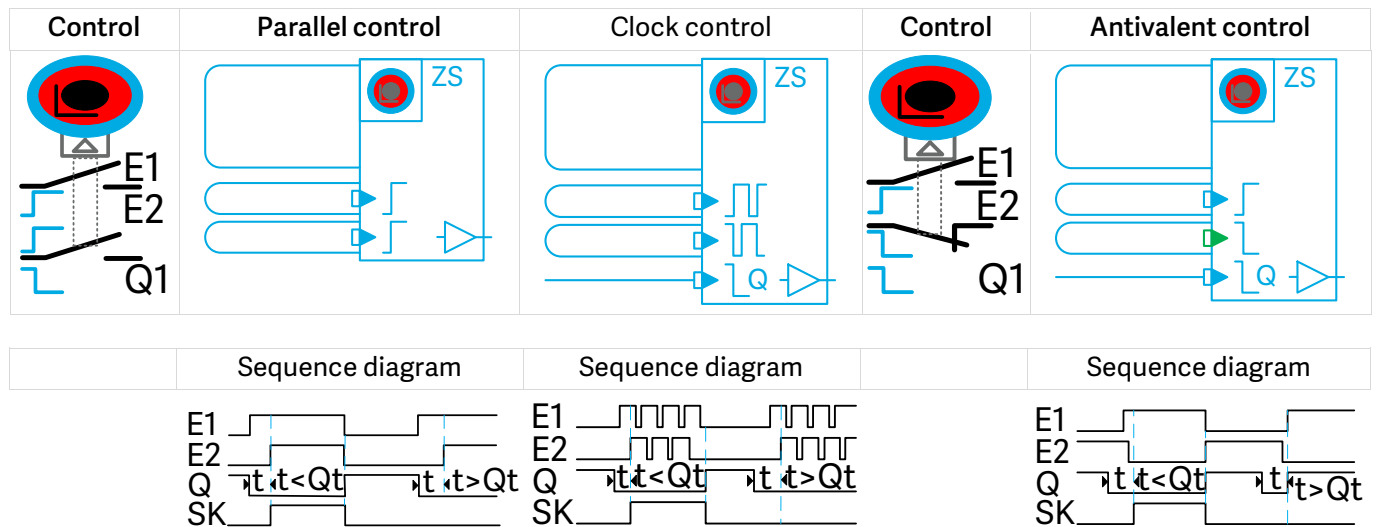 Control Parallel control Clock control Control Antivalent control
ZS ZS ZS
E1 E1
E2 E2
Q Q
Q1 Q1
Sequence diagram Sequence diagram Sequence diagram
E1 E1 E1
E2 E2 E2
Q t t<Qt t t>Qt Q t t<Qt t t>Qt Q t t<Qt t t>Qt
SK SK SK